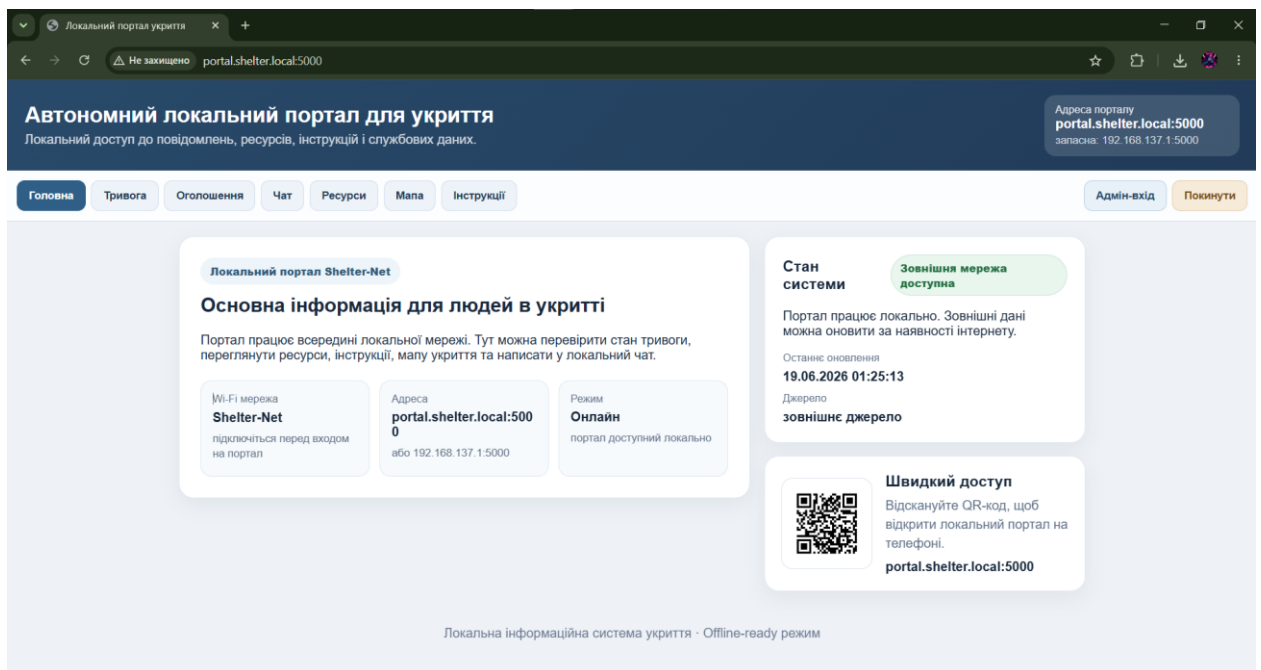 Локальний портал укриття
Не захищено portal.shelter.local:5000
Автономний локальний портал для укриття
Локальний доступ до повідомлень, ресурсів, інструкцій і службових даних.
Адреса порталу
portal.shelter.local:5000
запасна: 192.168.137.1:5000
Головна Тривога Оголошення Чат Ресурси Мапа Інструкції Адмін-вхід Покинути
Локальний портал Shelter-Net
Основна інформація для людей в укритті
Портал працює всередині локальної мережі. Тут можна перевірити стан тривоги,
переглянути ресурси, інструкції, мапу укриття та написати у локальний чат.
Wi-Fi мережа
Shelter-Net
підключіться перед входом
на портал
Адреса
portal.shelter.local:500
0
або 192.168.137.1:5000
Режим
Онлайн
портал доступний локально
Стан
системи
Зовнішня мережа
доступна
Портал працює локально. Зовнішні дані
можна оновити за наявності інтернету.
Останнє оновлення
19.06.2026 01:25:13
Джерело
зовнішнє джерело
Швидкий доступ
Відскануйте QR-код, щоб
відкрити локальний портал на
телефоні.
portal.shelter.local:5000
Локальна інформаційна система укриття · Offline-ready режим